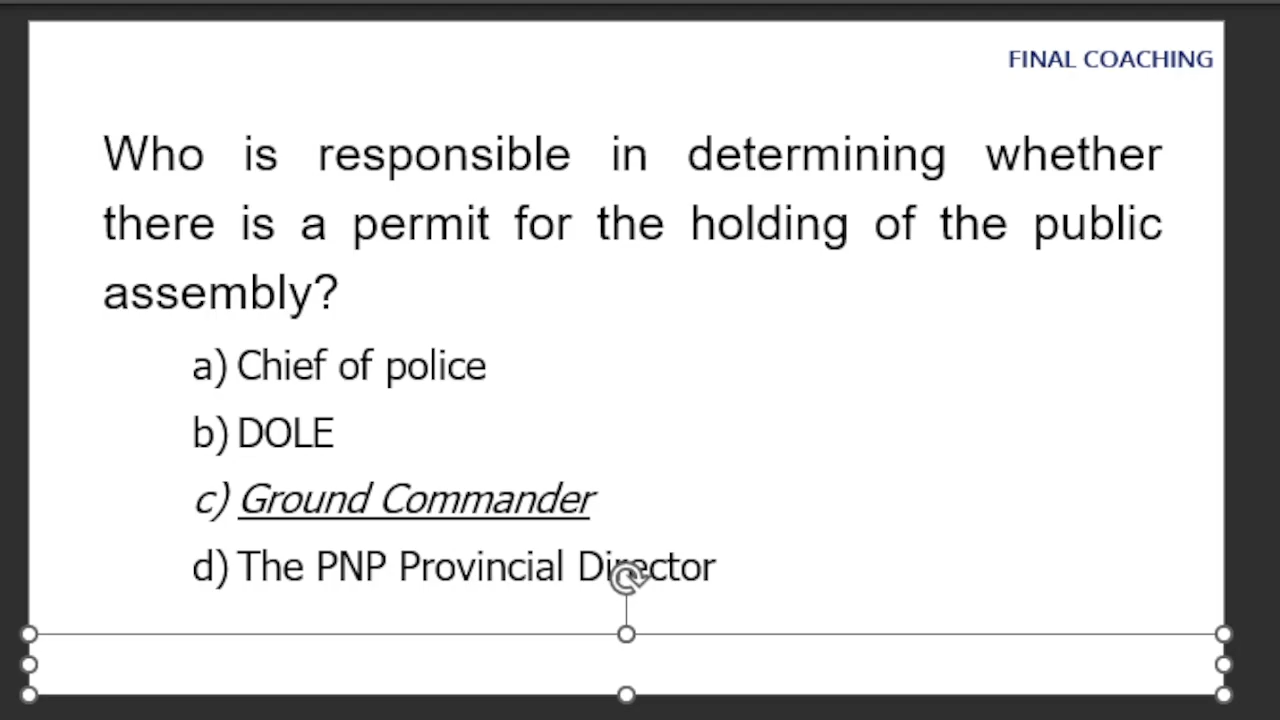 FINAL COACHING
Who is responsible in determining whether
there is a permit for the holding of the public
assembly?
a) Chief of police
b) DOLE
c) Ground Commander
d) The PNP Provincial Director